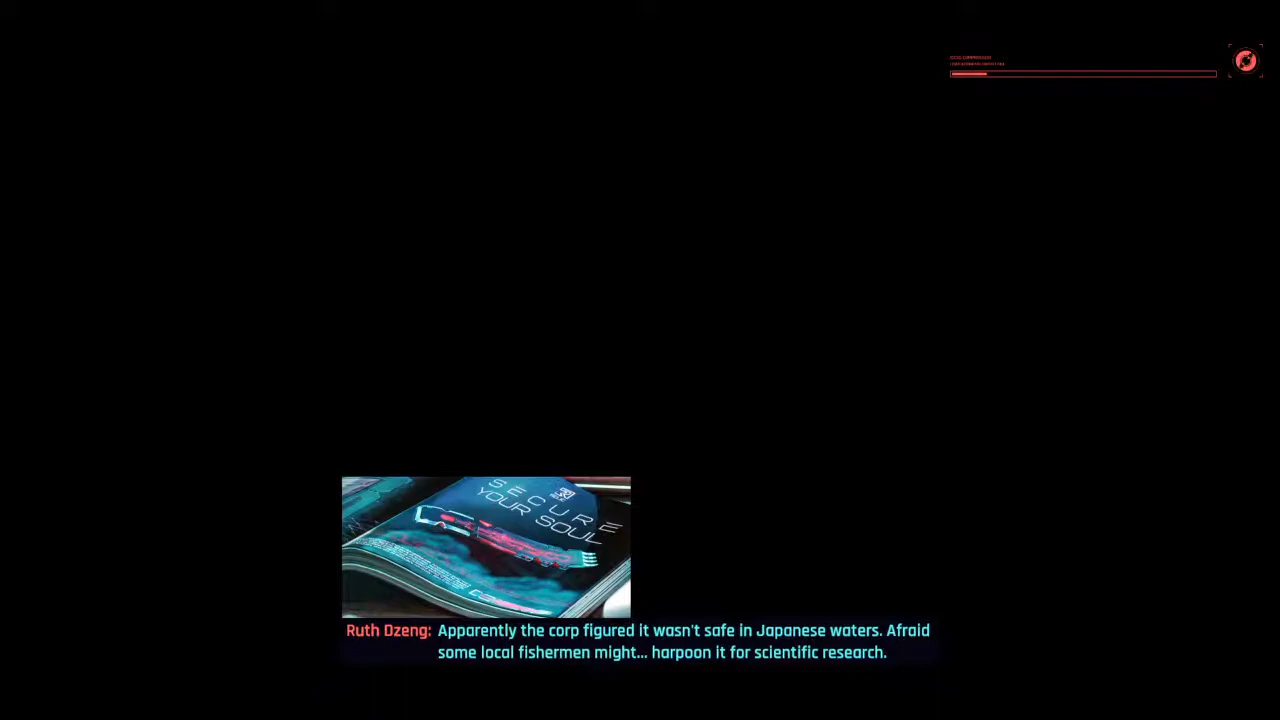 SECURE
YOUR SOUL
Ruth Dzeng: Apparently the corp figured it wasn't safe in Japanese waters. Afraid
some local fishermen might... harpoon it for scientific research.